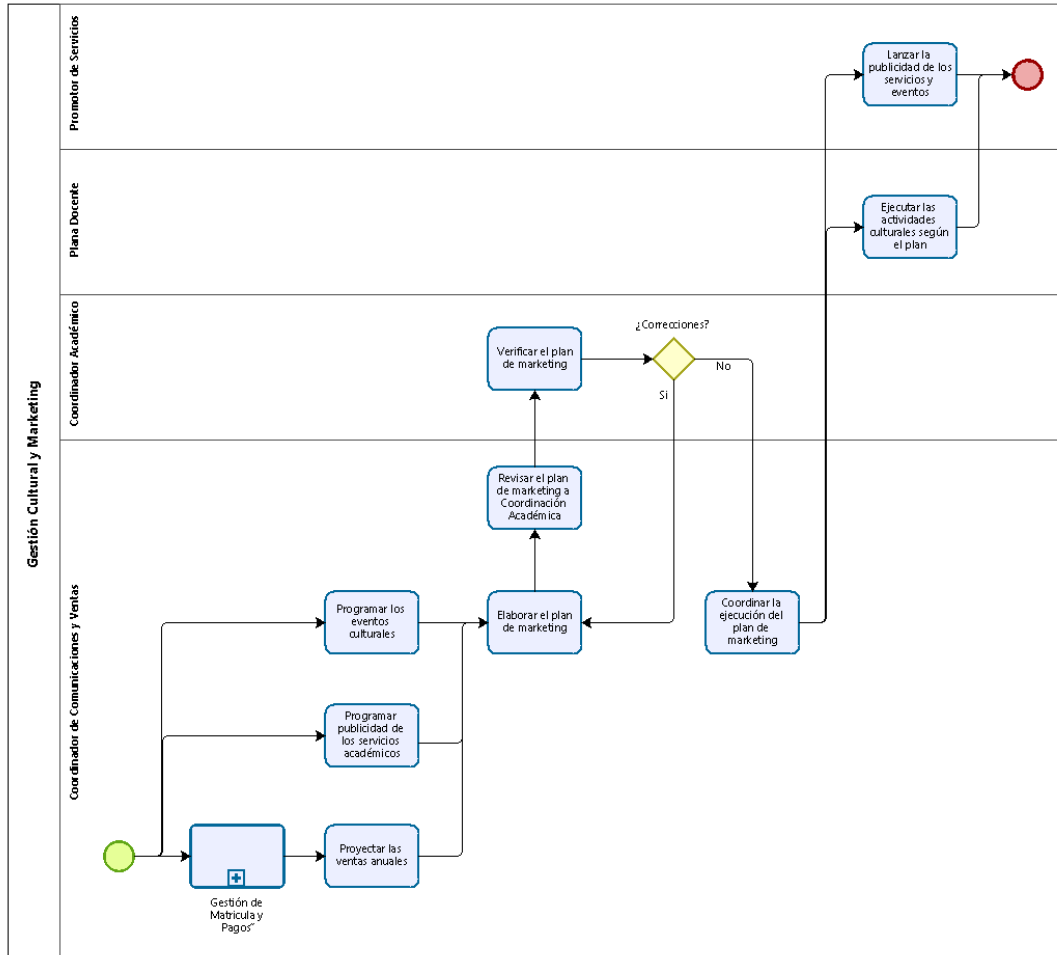 Gestión Cultural y Marketing
Promotor de Servicios
Lanzar la
publicidad de los
servicios y
eventos
Plana Docente
Ejecutar las
actividades
culturales según
el plan
Coordinador Académico
¿Correcciones?
Verificar el plan
de marketing
No
Si
Coordinador de Comunicaciones y Ventas
Revisar el plan
de marketing a
Coordinación
Académica
Programar los
eventos
culturales
Elaborar el plan
de marketing
Coordinar la
ejecución del
plan de
marketing
Programar
publicidad de
los servicios
académicos
Proyectar las
ventas anuales
Gestión de
Matricula y
Pagos¨